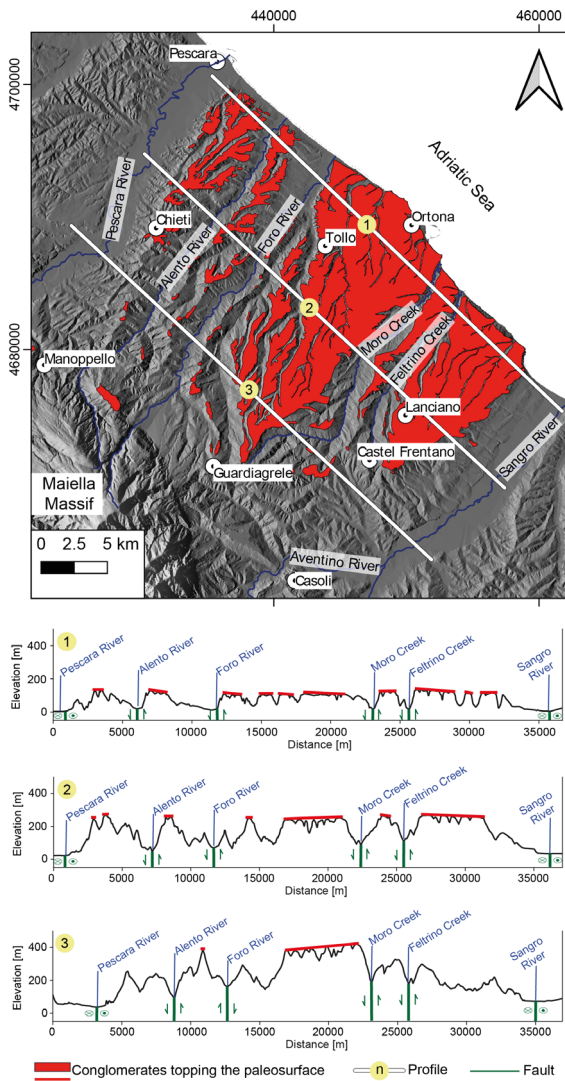 440000
460000
4700000
4680000
Pescara
Adriatic Sea
Pescara River
Chieti
Alento River
Foro River
Ortona
1
Tollo
2
Moro Creek
Feltrino Creek
Manoppello
3
Lanciano
Sangro River
Castel Frentano
Guardiagrele
Maiella
Massif
0 2.5 5 km
Aventino River
Casoli
1
Pescara River
Alento River
Foro River
Moro Creek
Feltrino Creek
Sangro
River
Elevation [m]
400
200
0
0 5000 10000 15000 20000 25000 30000 35000
Distance [m]
2
Pescara River
Alento River
Foro River
Moro Creek
Feltrino Creek
Sangro
River
Elevation [m]
400
200
0
0 5000 10000 15000 20000 25000 30000 35000
Distance [m]
3
Pescara River
Alento River
Foro River
Moro Creek
Feltrino Creek
Sangro
River
Elevation [m]
400
200
0
0 5000 10000 15000 20000 25000 30000 35000
Distance [m]
Conglomerates topping the paleosurface
n Profile
Fault